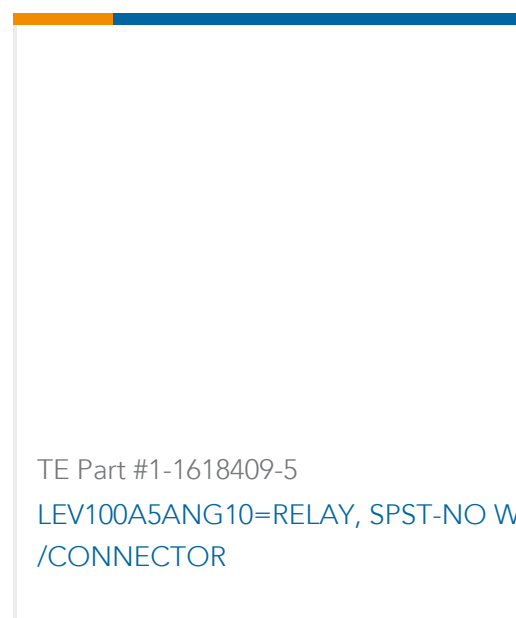 TE Part #1-1618409-5
LEV100A5ANG10=RELAY, SPST-NO W
/CONNECTOR